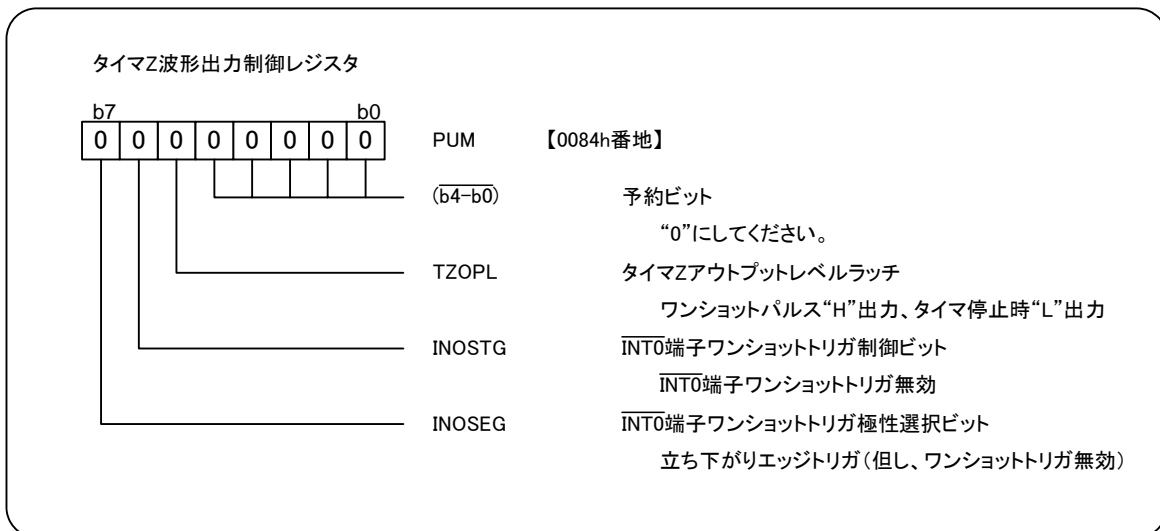 タイマZ波形出力制御レジスタ
b7 b0
0 0 0 0 0 0 0 0 PUM 【0084h番地】
(b4-b0) 予約ビット
“0”にしてください。
TZOPL タイマZアウトプットレベルラッチ
ワンショットパルス“H”出力、タイマ停止時“L”出力
INOSTG INT0端子ワンショットトリガ制御ビット
INT0端子ワンショットトリガ無効
INOSEG INT0端子ワンショットトリガ極性選択ビット
立ち下がりエッジトリガ(但し、ワンショットトリガ無効)